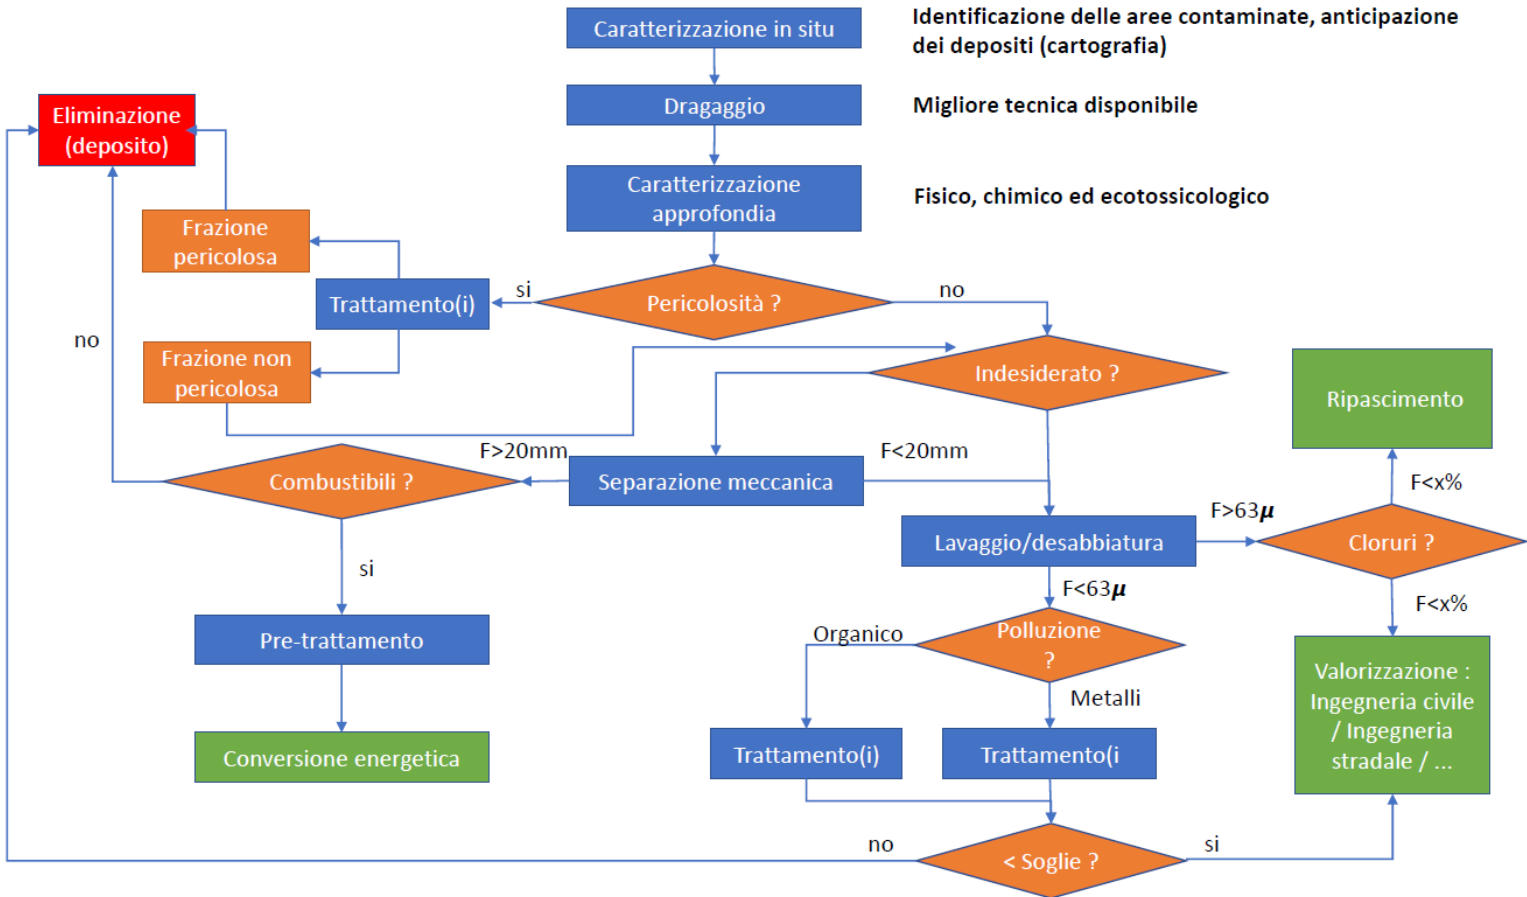 Caratterizzazione in situ
Identificazione delle aree contaminate, anticipazione
dei depositi (cartografia)
Eliminazione
(deposito)
Dragaggio
Migliore tecnica disponibile
Caratterizzazione
approfondia
Fisico, chimico ed ecotossicologico
Frazione
pericolosa
Trattamento(i)
si
Pericolosità ?
no
no
Frazione non
pericolosa
Indesiderato ?
Ripascimento
F>20mm
F<20mm
Combustibili ?
Separazione meccanica
F<x%
F>63μ
Lavaggio/desabbiatura
Cloruri ?
si
F<63μ
F<x%
Organico
Polluzione
?
Pre-trattamento
Metalli
Valorizzazione :
Ingegneria civile
/ Ingegneria
stradale / ...
Conversione energetica
Trattamento(i)
Trattamento(i
no
< Soglie ?
si